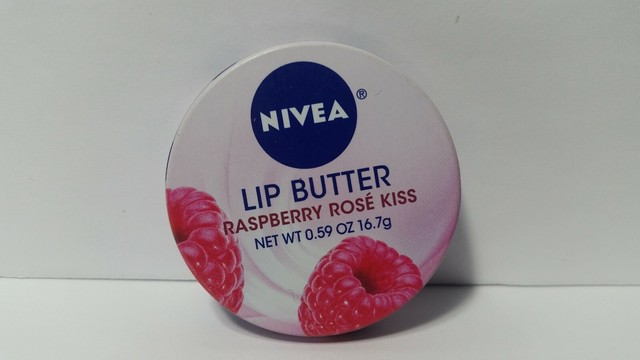 NIVEA®
LIP BUTTER
RASPBERRY ROSÉ KISS
NET WT 0.59 OZ 16.7g